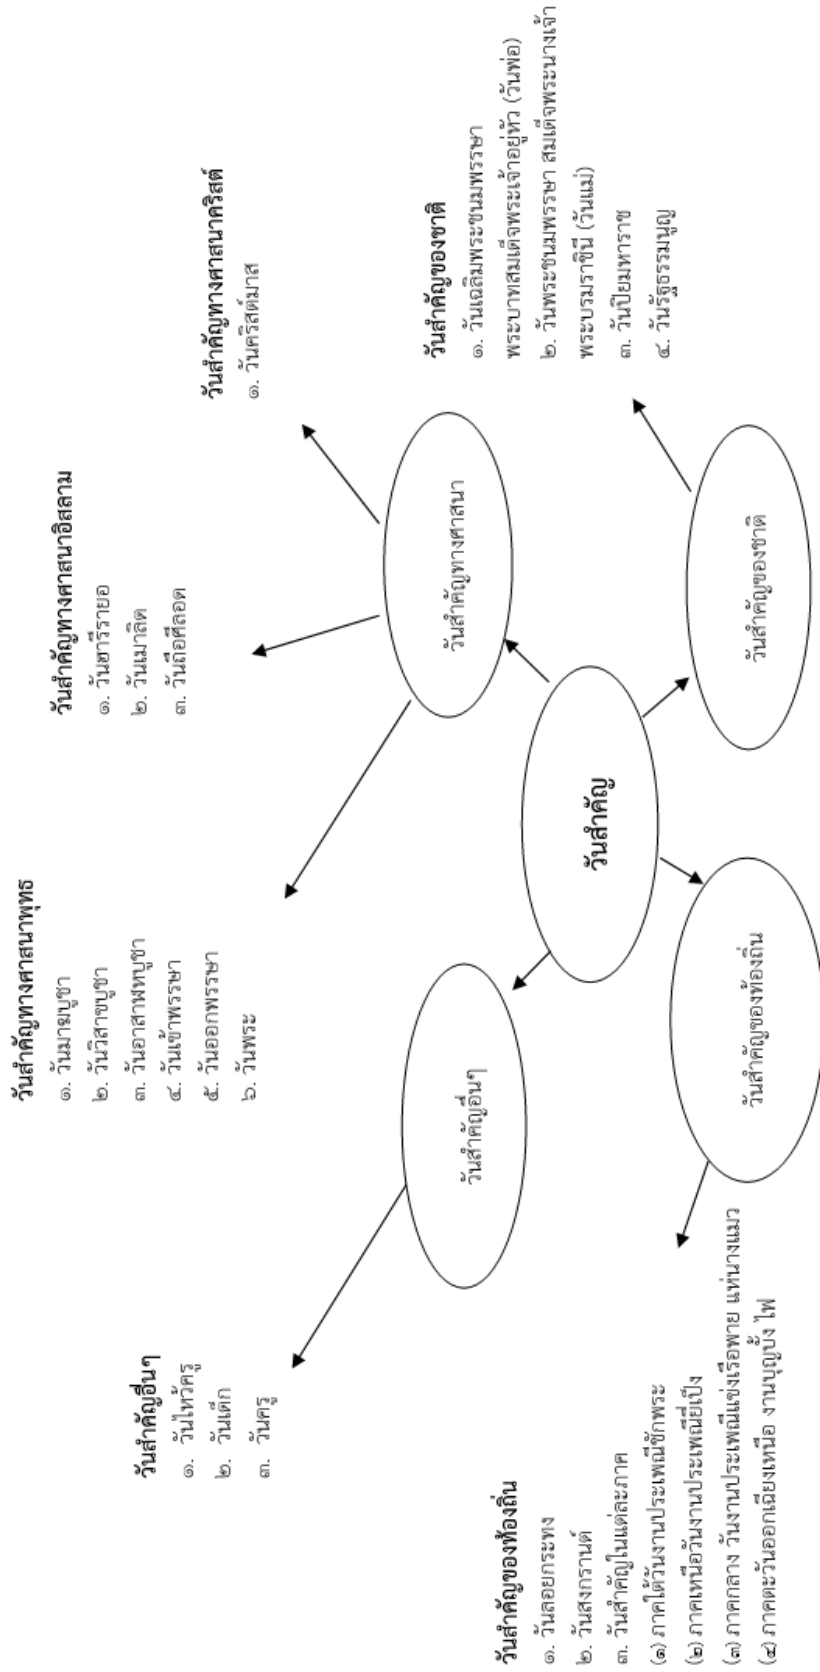 วันสำคัญทางศาสนาพุทธ
๑. วันมาฆบูชา
๒. วันวิสาขบูชา
๓. วันอาสาฬหบูชา
๔. วันเข้าพรรษา
๕. วันออกพรรษา
๖. วันพระ
วันสำคัญทางศาสนาอิสลาม
๑. วันฮารีรายอ
๒. วันเมาลิด
๓. วันถือศีลอด
วันสำคัญทางศาสนาคริสต์
๑. วันคริสต์มาส
วันสำคัญอื่นๆ
๑. วันไหว้ครู
๒. วันเด็ก
๓. วันครู
วันสำคัญทางศาสนา
วันสำคัญอื่นๆ
วันสำคัญ
วันสำคัญของชาติ
๑. วันเฉลิมพระชนมพรรษา
พระบาทสมเด็จพระเจ้าอยู่หัว (วันพ่อ)
๒. วันพระชนมพรรษา สมเด็จพระนางเจ้า
พระบรมราชินี (วันแม่)
๓. วันปิยมหาราช
๔. วันรัฐธรรมนูญ
วันสำคัญของชาติ
วันสำคัญของท้องถิ่น
วันสำคัญของท้องถิ่น
๑. วันลอยกระทง
๒. วันสงกรานต์
๓. วันสำคัญในแต่ละภาค
(๑) ภาคใต้วันงานประเพณีชักพระ
(๒) ภาคเหนือวันงานประเพณียี่เป็ง
(๓) ภาคกลาง วันงานประเพณีแข่งเรือพาย แห่นางแมว
(๔) ภาคตะวันออกเฉียงเหนือ งานบุญบั้ง ไฟ